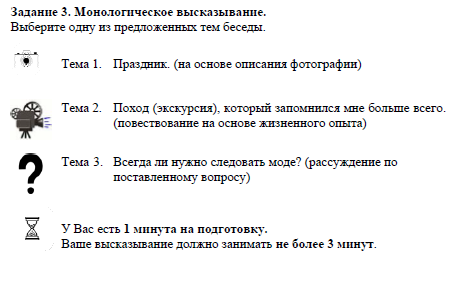 Задание 3. Монологическое высказывание.
Выберите одну из предложенных тем беседы.
Тема 1. Праздник. (на основе описания фотографии)
Тема 2. Поход (экскурсия), который запомнился мне больше всего.
(повествование на основе жизненного опыта)
Тема 3. Всегда ли нужно следовать моде? (рассуждение по
поставленному вопросу)
У Вас есть 1 минута на подготовку.
Ваше высказывание должно занимать не более 3 минут.